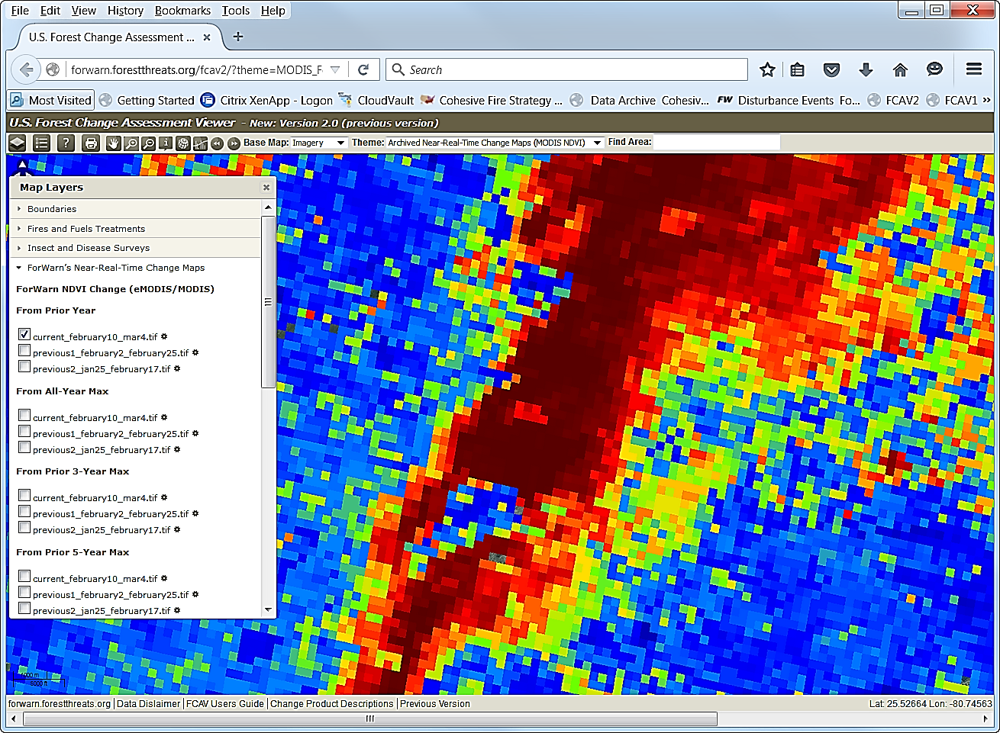 File Edit View History Bookmarks Tools Help
U.S. Forest Change Assessment ...
forwarn.forestthreats.org/fcav2/?theme=MODIS_F
Search
Most Visited Getting Started Citrix XenApp - Logon CloudVault Cohesive Fire Strategy ... Data Archive Cohesiv... FW Disturbance Events Fo... FCAV2 FCAV1 »
U.S. Forest Change Assessment Viewer - New: Version 2.0 (previous version)
Base Map: Imagery Theme: Archived Near-Real-Time Change Maps (MODIS NDVI) Find Area:
Map Layers
Boundaries
Fires and Fuels Treatments
Insect and Disease Surveys
ForWarn's Near-Real-Time Change Maps
ForWarn NDVI Change (eMODIS/MODIS)
From Prior Year
current_february10_mar4.tif
previous1_february2_february25.tif
previous2_jan25_february17.tif
From All-Year Max
current_february10_mar4.tif
previous1_february2_february25.tif
previous2_jan25_february17.tif
From Prior 3-Year Max
current_february10_mar4.tif
previous1_february2_february25.tif
previous2_jan25_february17.tif
From Prior 5-Year Max
current_february10_mar4.tif
previous1_february2_february25.tif
previous2_jan25_february17.tif
forwarn.forestthreats.org | Data Dislaimer | FCAV Users Guide | Change Product Descriptions | Previous Version
Lat: 25.52664 Lon: -80.74563